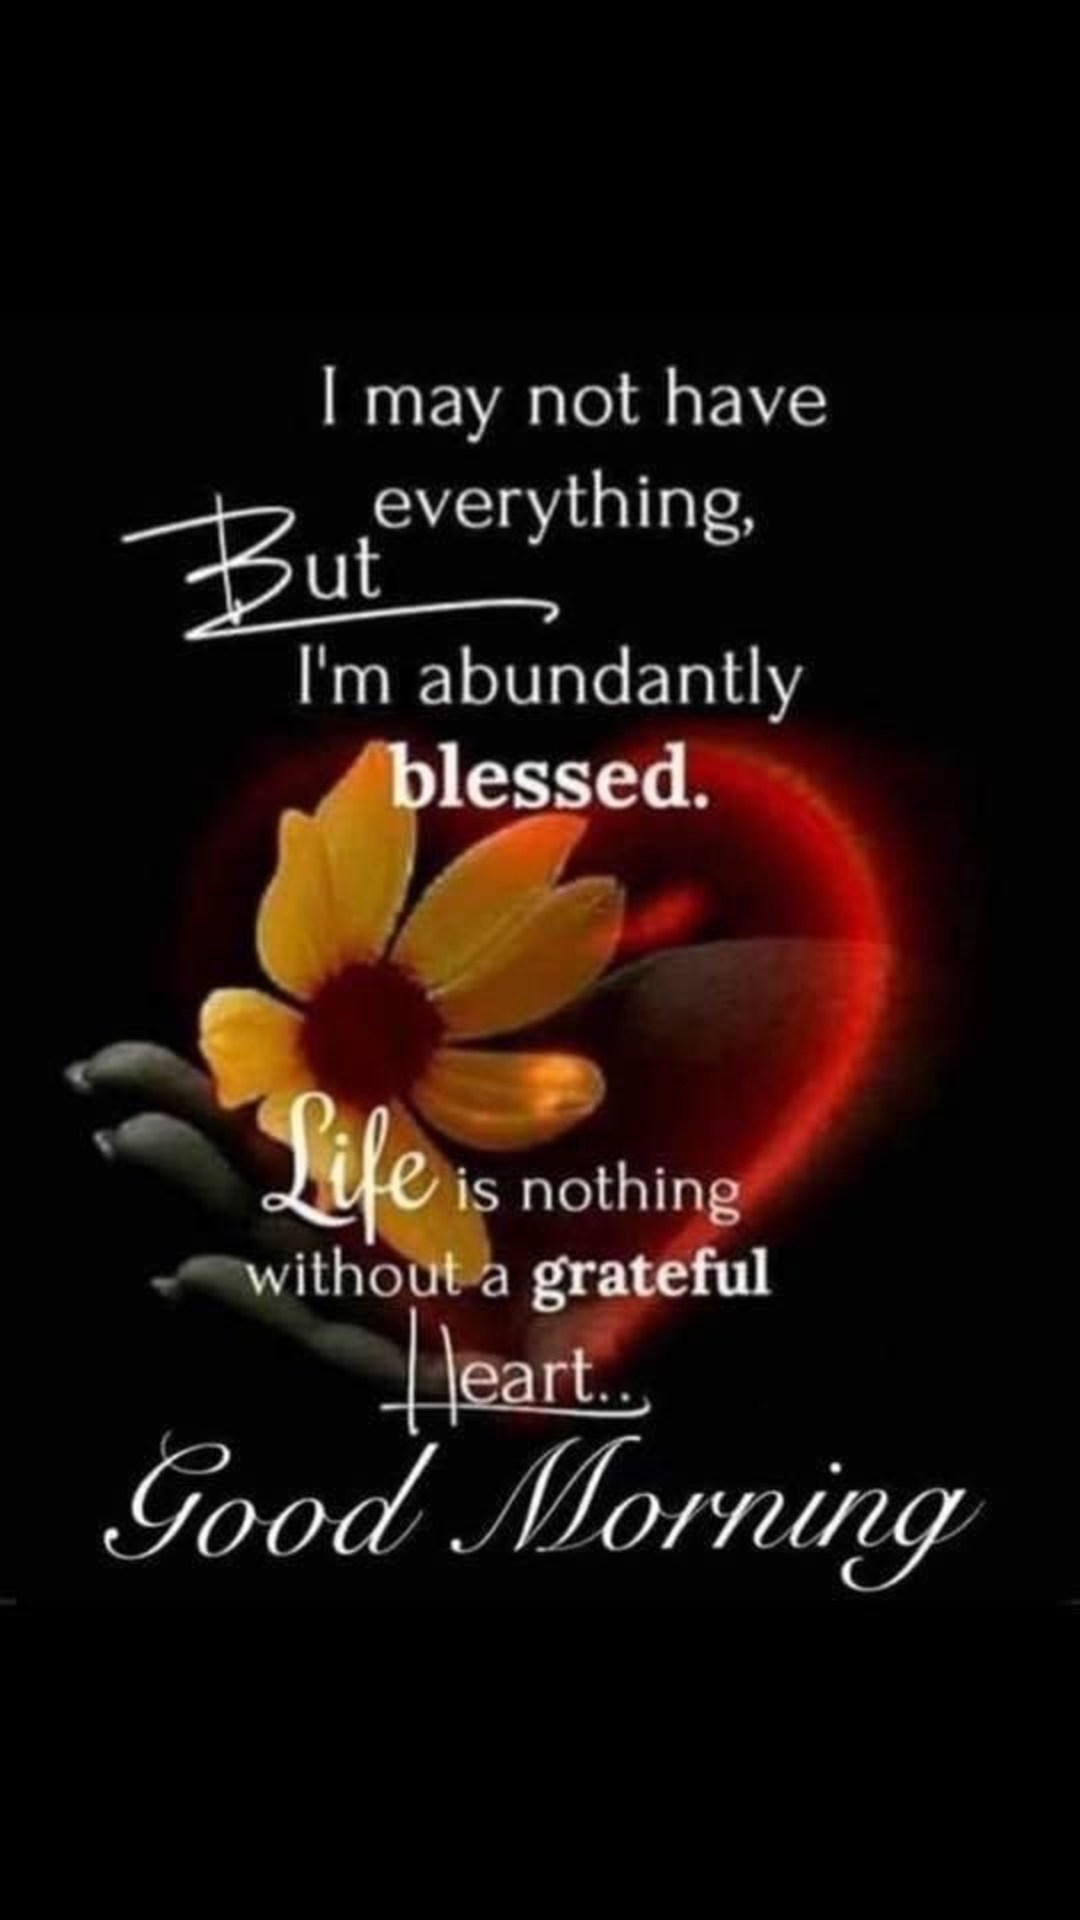 I may not have
everything,
But
I'm abundantly
blessed.
Life is nothing
without a grateful
Heart..,
Good Morning